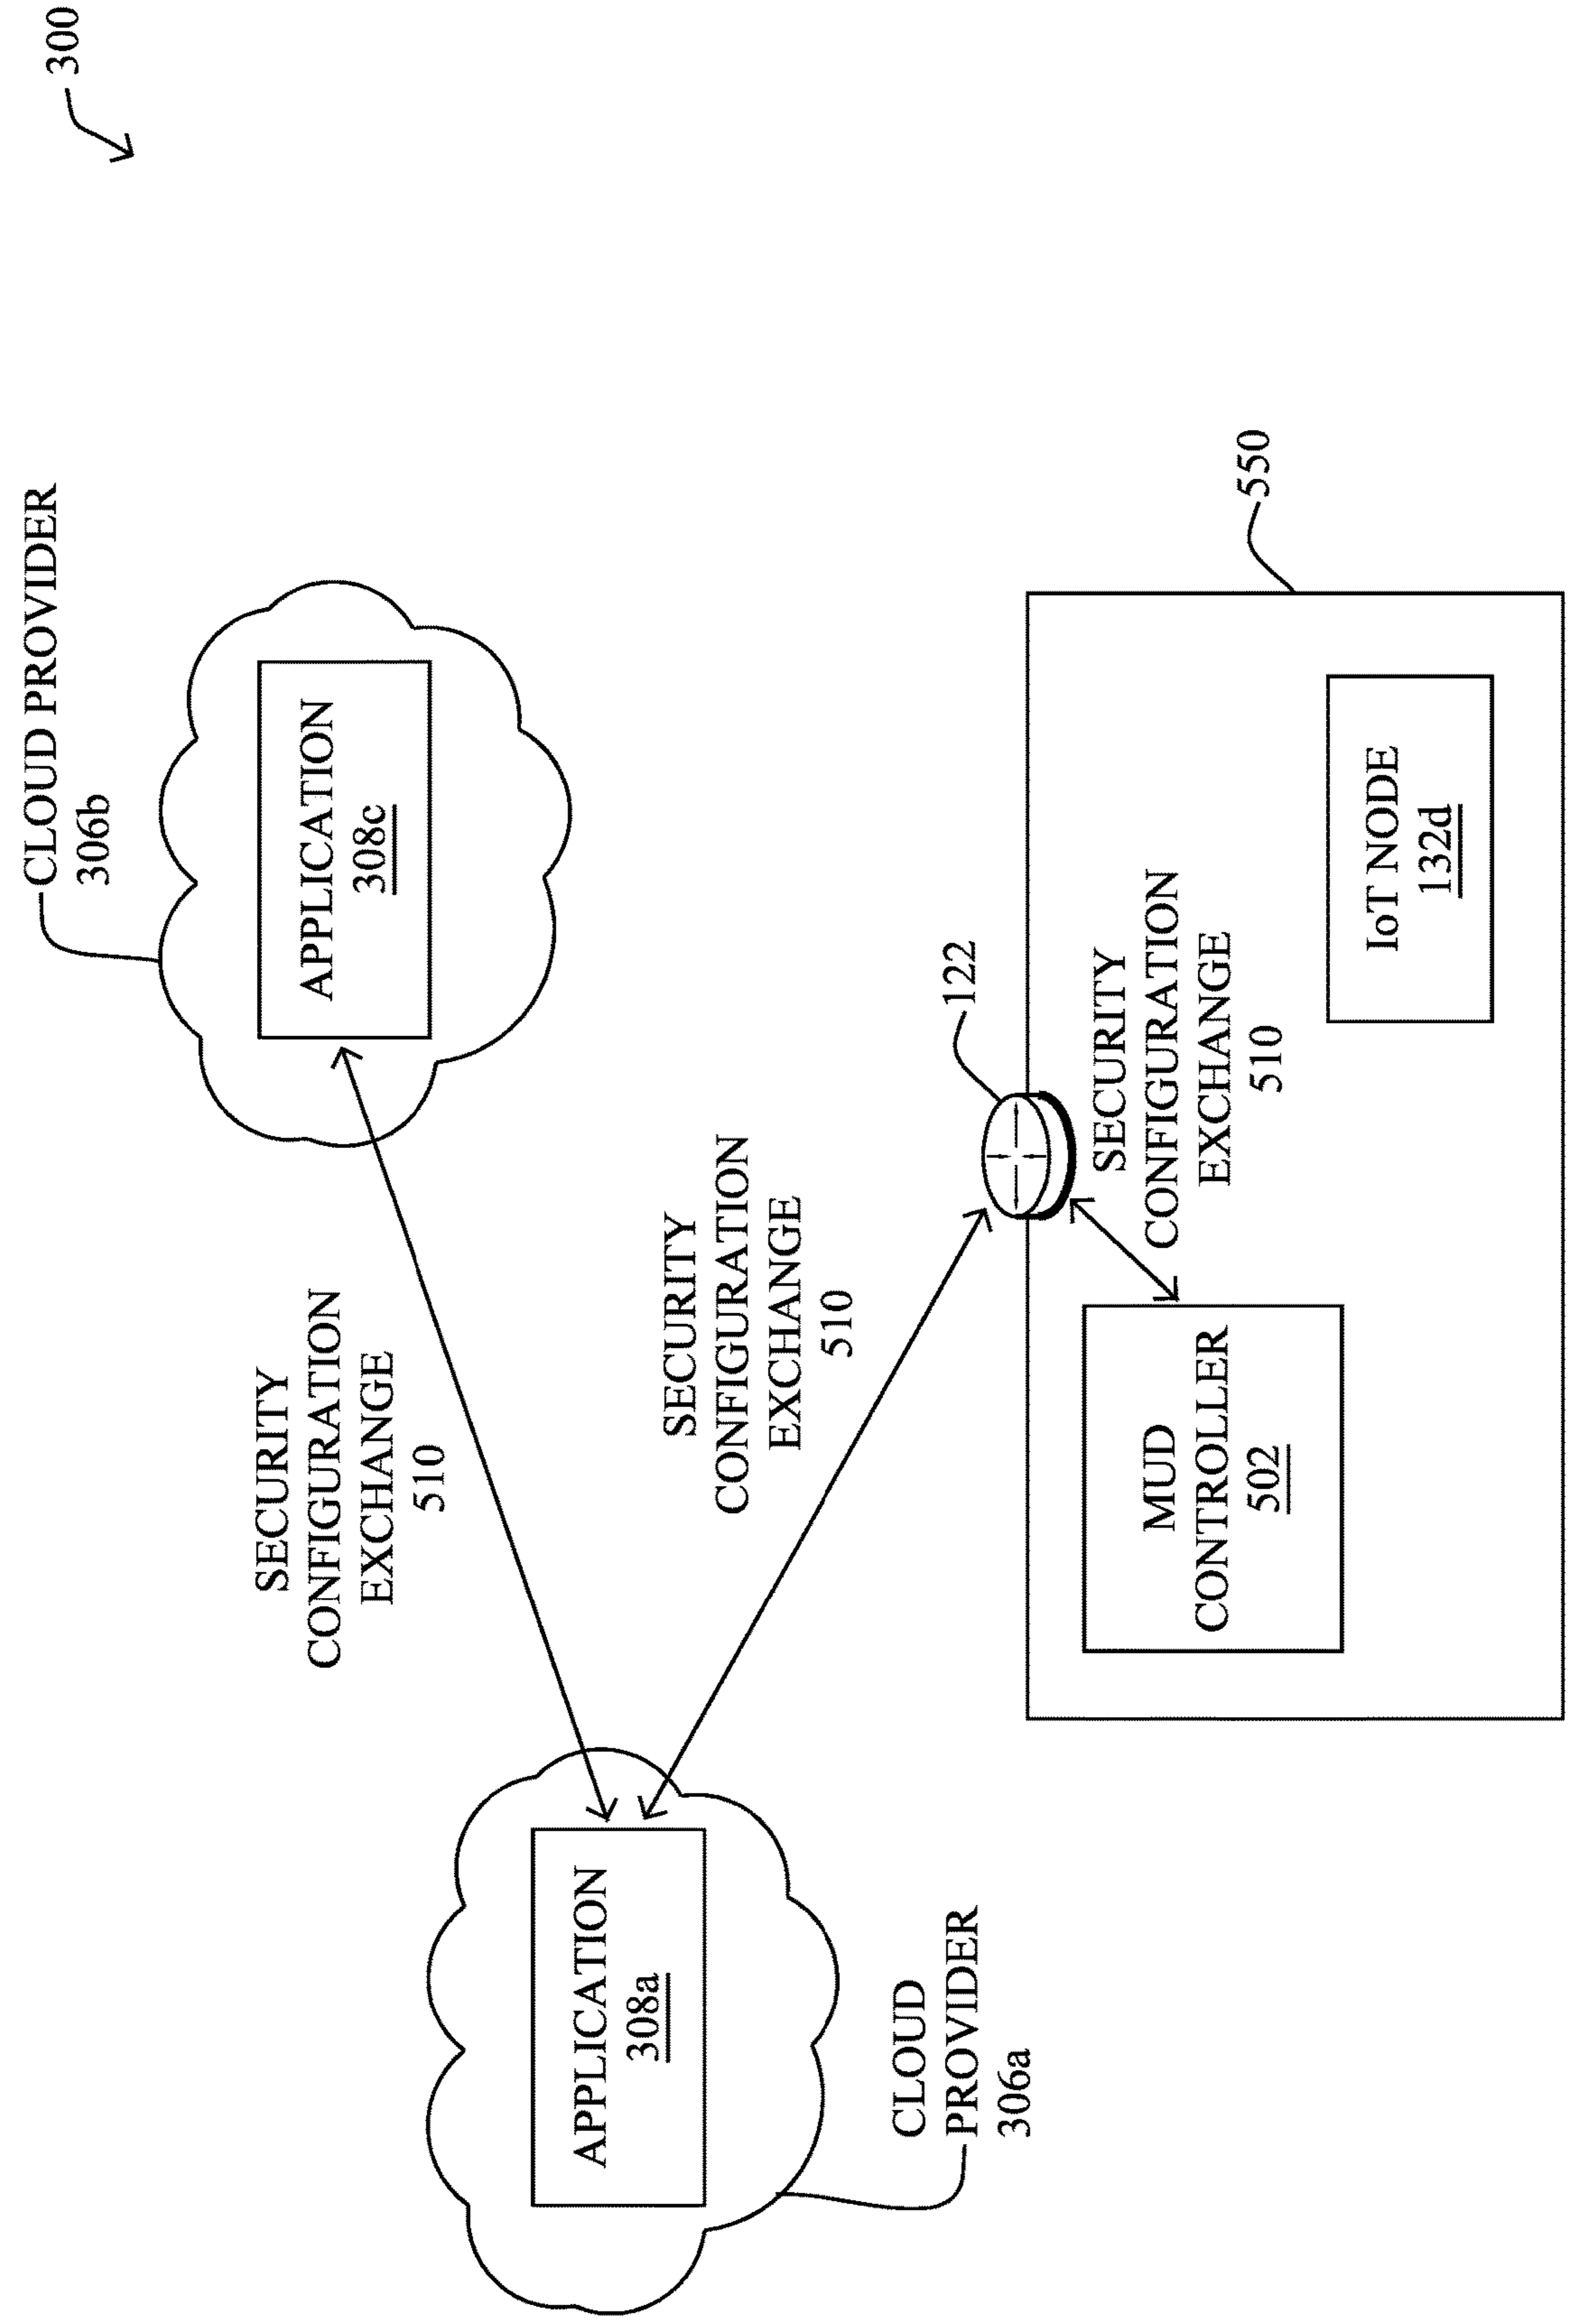 300
CLOUD PROVIDER
306b
APPLICATION
308c
SECURITY
CONFIGURATION
EXCHANGE
510
APPLICATION
308a
CLOUD
PROVIDER
306a
SECURITY
CONFIGURATION
EXCHANGE
510
122
550
SECURITY
CONFIGURATION
EXCHANGE
510
MUD
CONTROLLER
502
IoT NODE
132d